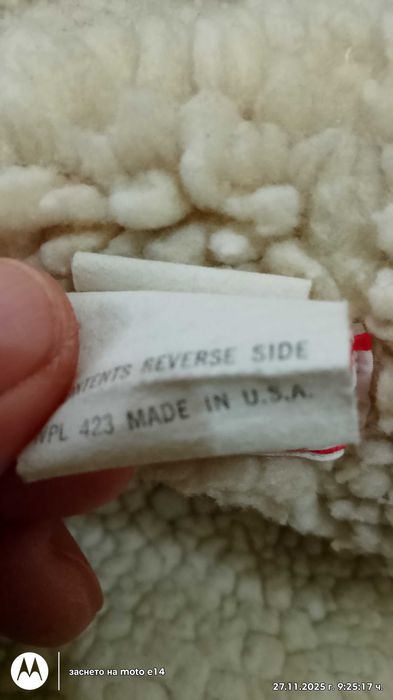 REVERSE SIDE
WPL 423 MADE IN U.S.A.
заснето на moto e14
27.11.2025 г. 9:25:17 ч.